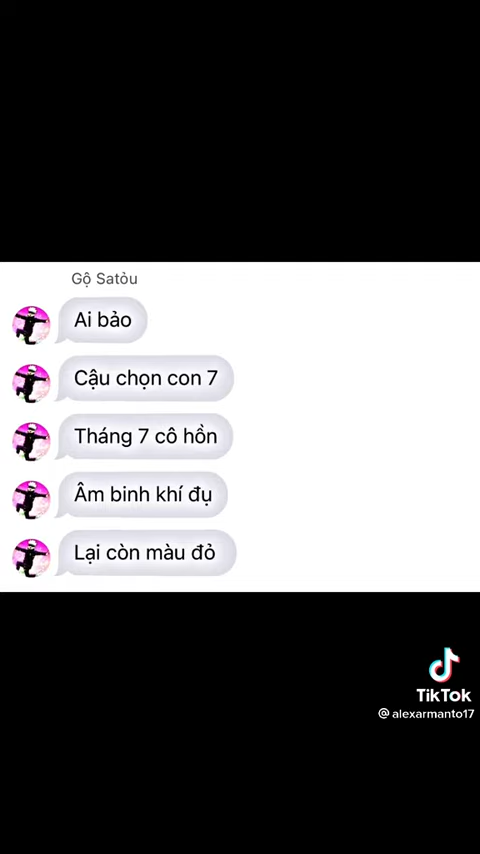 Gộ Satỏu
Ai bảo
Cậu chọn con 7
Tháng 7 cô hồn
Âm binh khí đụ
Lại còn màu đỏ
TikTok
@alexarmanto17